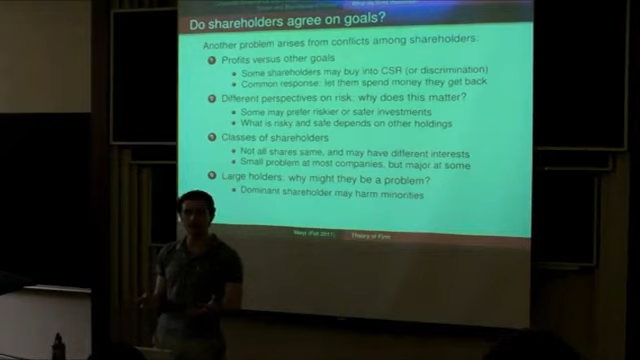 Do shareholders agree on goals?
Another problem arises from conflicts among shareholders:
Profits versus other goals
Some shareholders may buy into CSR (or discrimination)
Common response: let them spend money they get back
Different perspectives on risk: why does this matter?
Some may prefer riskier or safer investments
What is risky and safe depends on other holdings
Classes of shareholders
Not all shares same, and may have different interests
Small problem at most companies, but major at some
Large holders: why might they be a problem?
Dominant shareholder may harm minorities
(Fall 2011) Theory of Firm